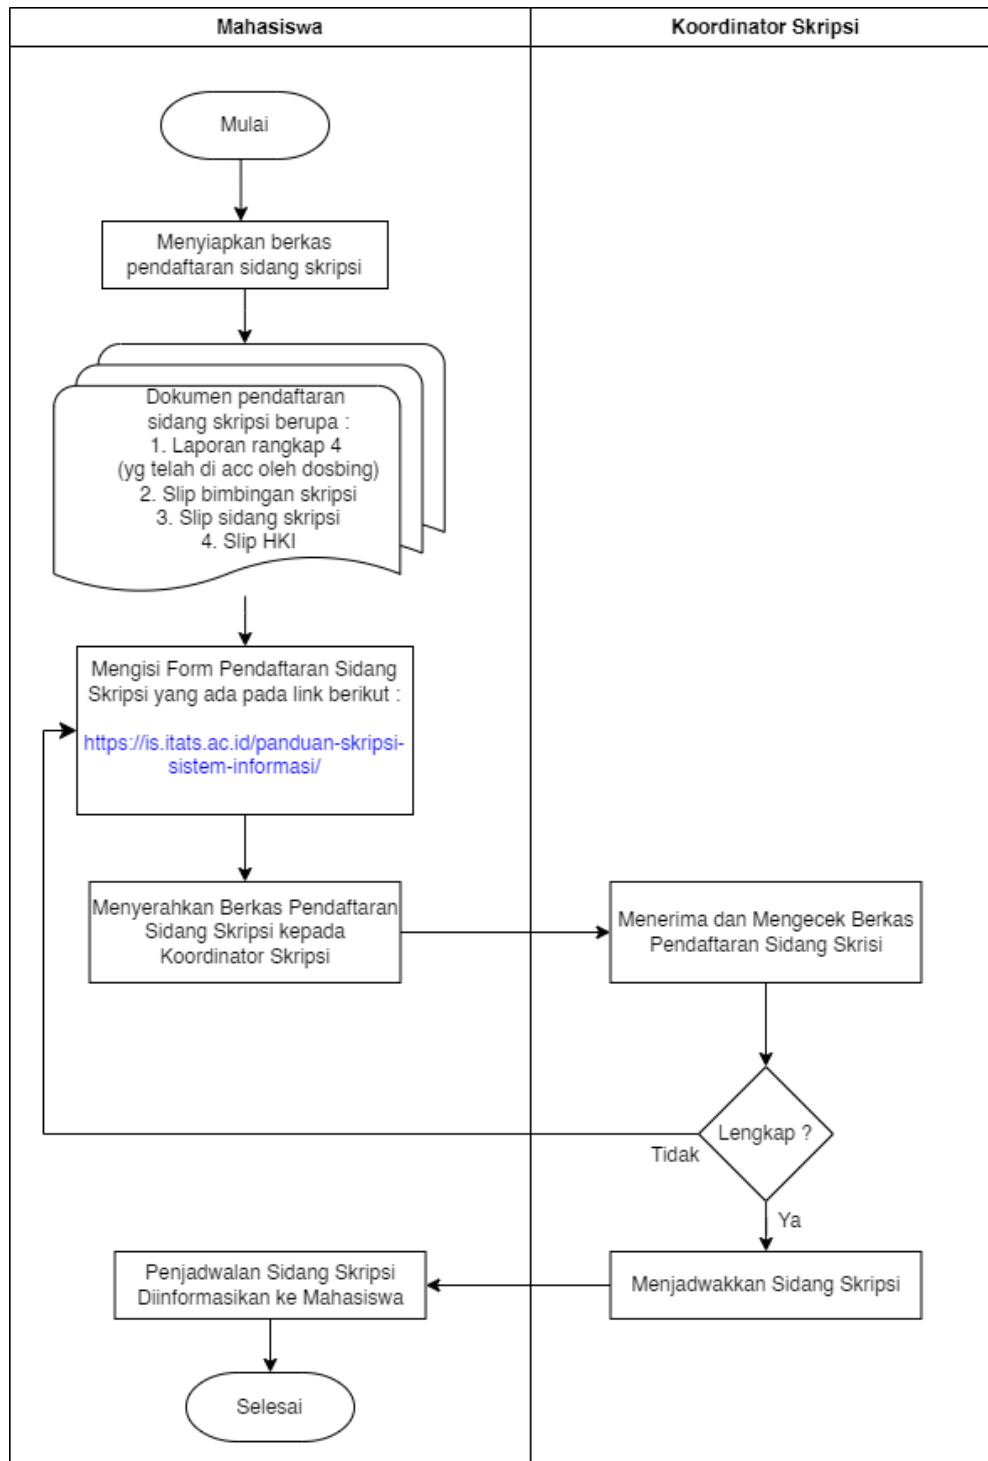 Mahasiswa
Koordinator Skripsi
Mulai
Menyiapkan berkas
pendaftaran sidang skripsi
Dokumen pendaftaran
sidang skripsi berupa :
1. Laporan rangkap 4
(yg telah di acc oleh dosbing)
2. Slip bimbingan skripsi
3. Slip sidang skripsi
4. Slip HKI
Mengisi Form Pendaftaran Sidang
Skripsi yang ada pada link berikut :
https://is.itats.ac.id/panduan-skripsi-
sistem-informasi/
Menyerahkan Berkas Pendaftaran
Sidang Skripsi kepada
Koordinator Skripsi
Menerima dan Mengecek Berkas
Pendaftaran Sidang Skrisi
Lengkap ?
Tidak
Ya
Menjadwakkan Sidang Skripsi
Penjadwalan Sidang Skripsi
Diinformasikan ke Mahasiswa
Selesai